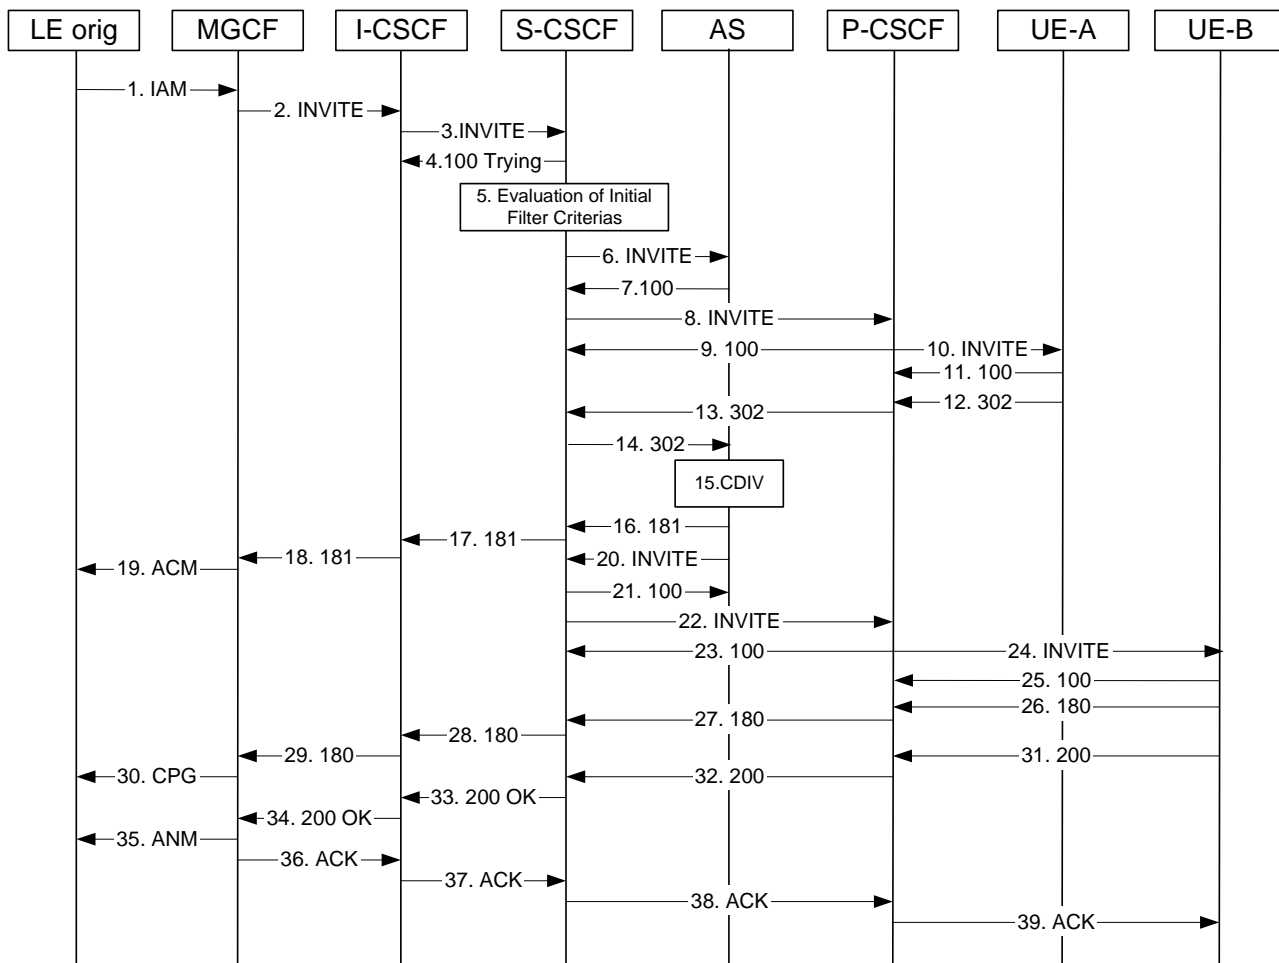 LE orig
MGCF
I-CSCF
S-CSCF
AS
P-CSCF
UE-A
UE-B
1. IAM
2. INVITE
3.INVITE
4.100 Trying
5. Evaluation of Initial
Filter Criterias
6. INVITE
7.100
8. INVITE
9. 100
10. INVITE
11. 100
12. 302
13. 302
14. 302
15.CDIV
16. 181
17. 181
18. 181
19. ACM
20. INVITE
21. 100
22. INVITE
23. 100
24. INVITE
25. 100
26. 180
27. 180
28. 180
29. 180
30. CPG
31. 200
32. 200
33. 200 OK
34. 200 OK
35. ANM
36. ACK
37. ACK
38. ACK
39. ACK